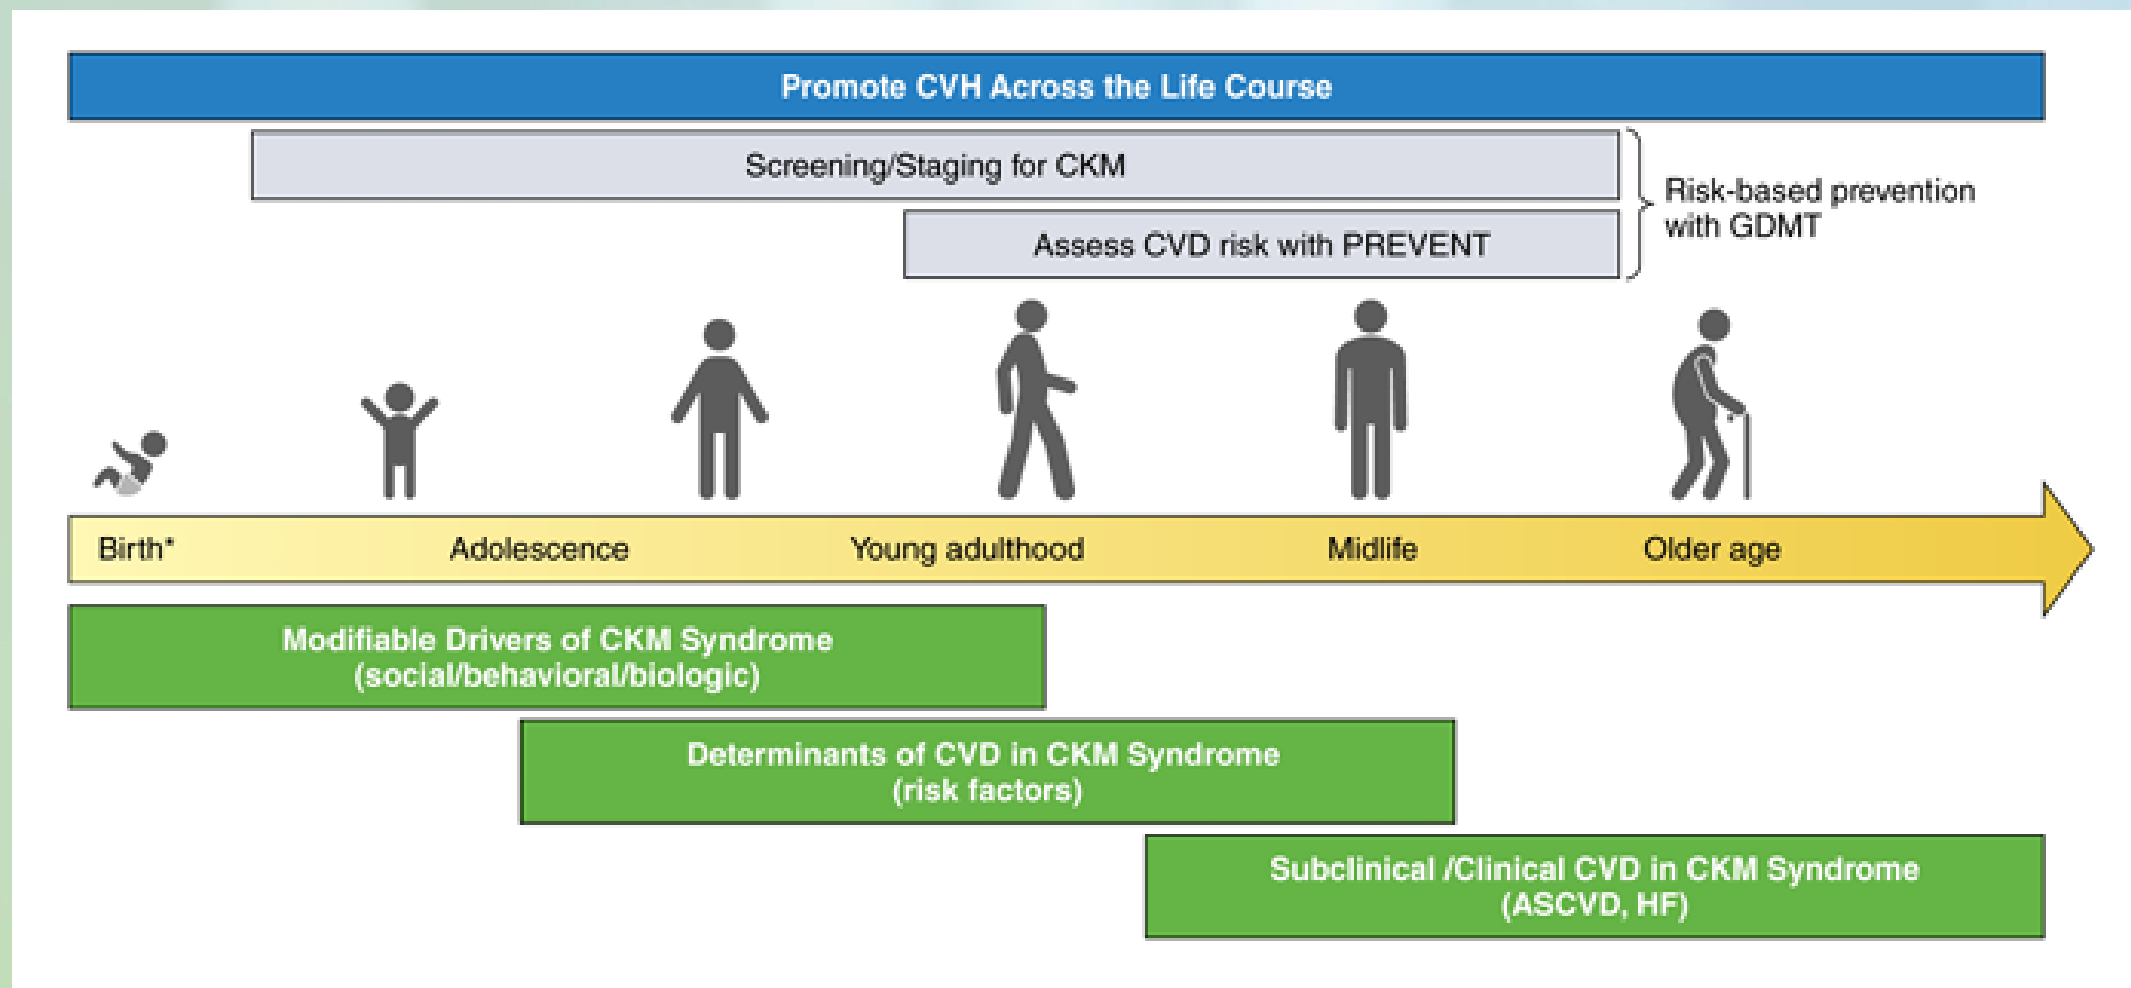 Promote CVH Across the Life Course
Screening/Staging for CKM
Assess CVD risk with PREVENT
Risk-based prevention
with GDMT
Birth*
Adolescence
Young adulthood
Midlife
Older age
Modifiable Drivers of CKM Syndrome
(social/behavioral/biologic)
Determinants of CVD in CKM Syndrome
(risk factors)
Subclinical /Clinical CVD in CKM Syndrome
(ASCVD, HF)